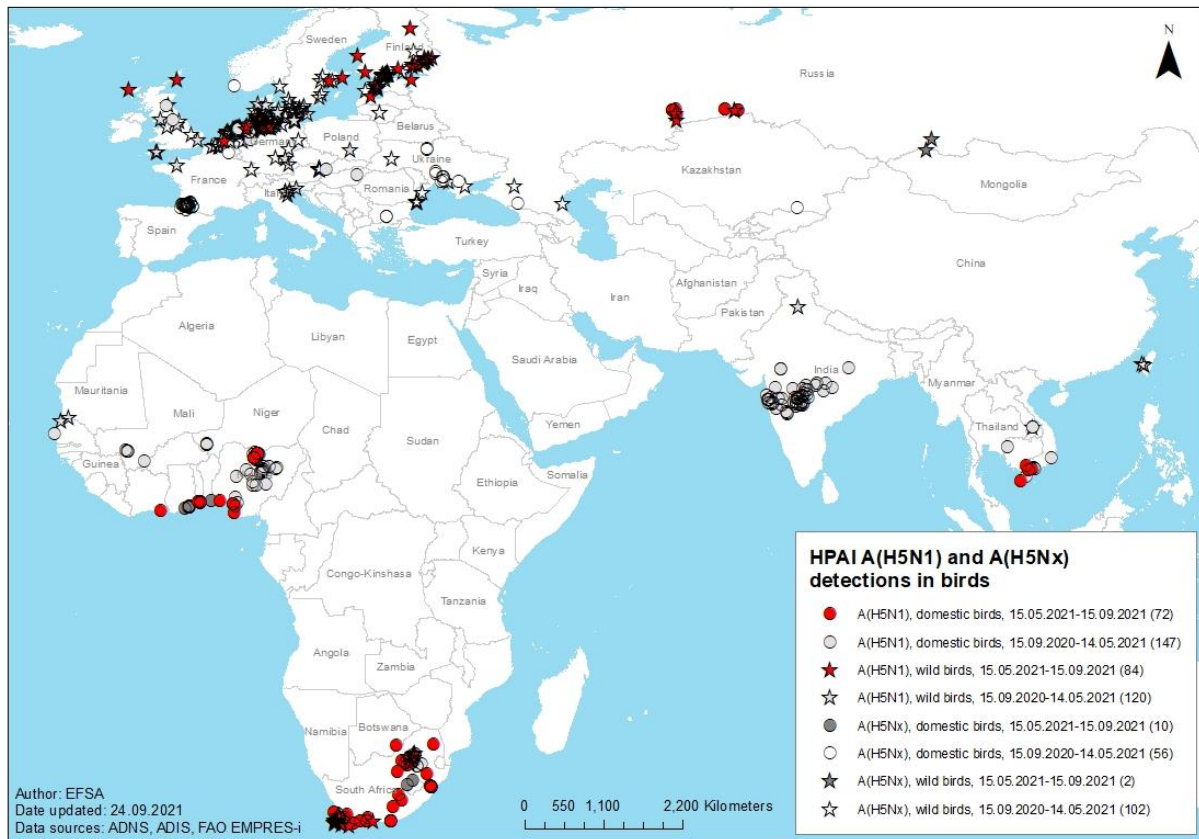 N
Sweden
Finland
Russia
Belarus
Poland
Germany
Ukraine
Kazakhstan
Mongolia
France
Romania
Italy
Spain
Turkey
China
Syria
Iraq
Iran
Afghanistan
Pakistan
Algeria
Libyan
Egypt
Saudi Arabia
India
Myanmar
Mauritania
Mali
Niger
Chad
Sudan
Yemen
Thailand
Guinea
Ethiopia
Somalia
Kenya
Congo-Kinshasa
Tanzania
Angola
Zambia
Namibia
Botswana
South Africa
HPAI A(H5N1) and A(H5Nx)
detections in birds
A(H5N1), domestic birds, 15.05.2021-15.09.2021 (72)
A(H5N1), domestic birds, 15.09.2020-14.05.2021 (147)
A(H5N1), wild birds, 15.05.2021-15.09.2021 (84)
A(H5N1), wild birds, 15.09.2020-14.05.2021 (120)
A(H5Nx), domestic birds, 15.05.2021-15.09.2021 (10)
A(H5Nx), domestic birds, 15.09.2020-14.05.2021 (56)
A(H5Nx), wild birds, 15.05.2021-15.09.2021 (2)
A(H5Nx), wild birds, 15.09.2020-14.05.2021 (102)
Author: EFSA
Date updated: 24.09.2021
Data sources: ADNS, ADIS, FAO EMPRES-i
0 550 1,100 2,200 Kilometers